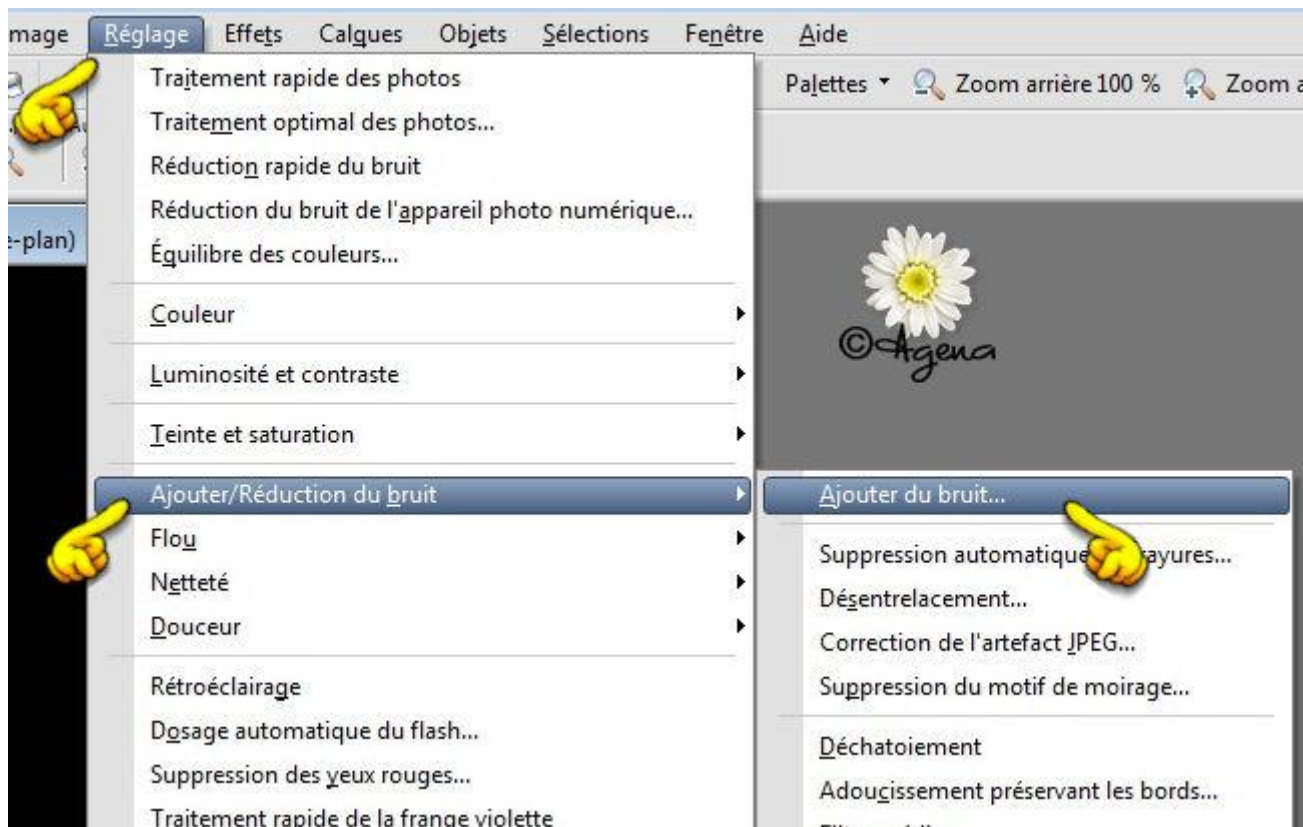 mage Réglage Effets Calques Objets Sélections Fenêtre Aide
Palettes Zoom arrière 100 % Zoom a
Traitement rapide des photos
Traitement optimal des photos...
Réduction rapide du bruit
Réduction du bruit de l'appareil photo numérique...
Équilibre des couleurs...
Couleur
Luminosité et contraste
Teinte et saturation
Ajouter/Réduction du bruit
Flou
Netteté
Douceur
Rétroéclairage
Dosage automatique du flash...
Suppression des yeux rouges...
Traitement rapide de la frange violette
e-plan)
©Agena
Ajouter du bruit...
Suppression automatique rayures...
Désentrelacement...
Correction de l'artefact JPEG...
Suppression du motif de moirage...
Déchatoiement
Adoucissement préservant les bords...